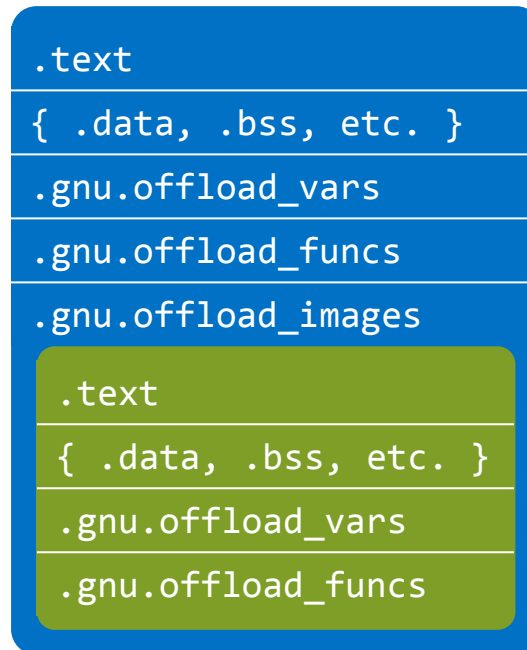 .text
{ .data, .bss, etc. }
.gnu.offload_vars
.gnu.offload_funcs
.gnu.offload_images
.text
{ .data, .bss, etc. }
.gnu.offload_vars
.gnu.offload_funcs